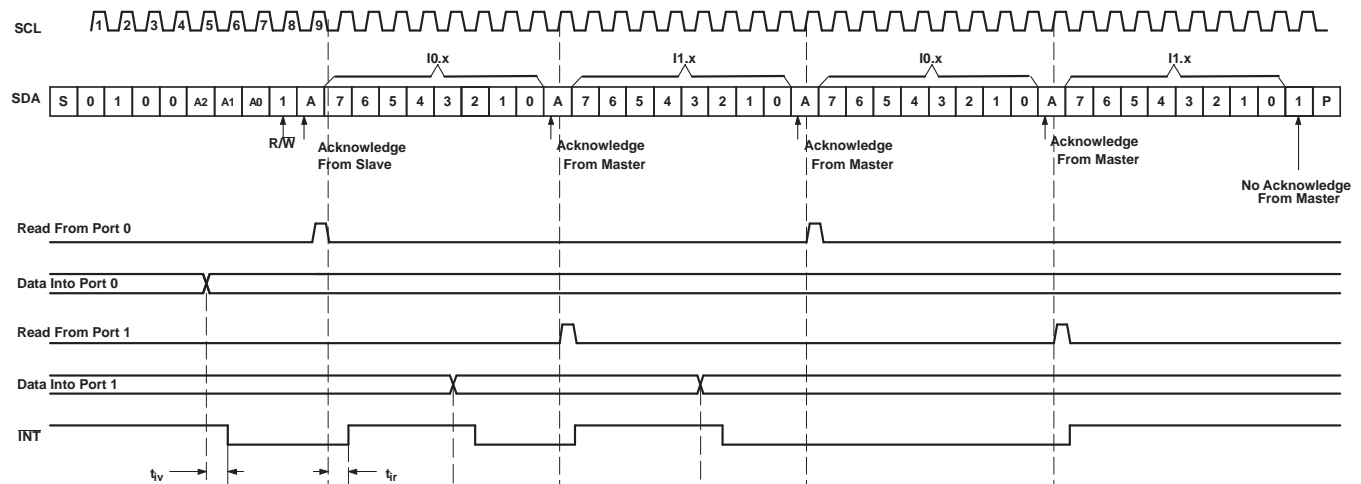 SCL 1 2 3 4 5 6 7 8 9
I0.x I1.x I0.x I1.x
SDA S 0 1 0 0 A2 A1 A0 1 A 7 6 5 4 3 2 1 0 A 7 6 5 4 3 2 1 0 A 7 6 5 4 3 2 1 0 A 7 6 5 4 3 2 1 0 1 P
R/W
Acknowledge
From Slave
Acknowledge
From Master
Acknowledge
From Master
Acknowledge
From Master
No Acknowledge
From Master
Read From Port 0
Data Into Port 0
Read From Port 1
Data Into Port 1
INT
tiv
tir